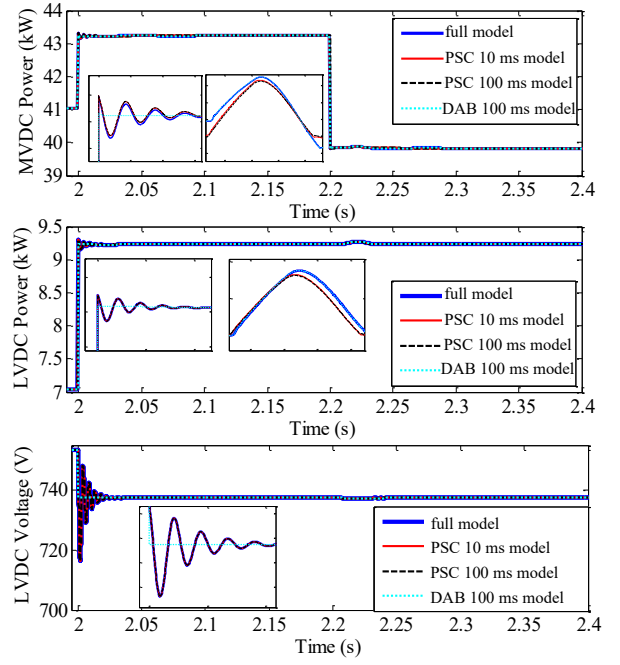 MVDC Power (kW)
44
43
42
41
40
39
full model
PSC 10 ms model
PSC 100 ms model
DAB 100 ms model
2 2.05 2.1 2.15 2.2 2.25 2.3 2.35 2.4
Time (s)
LVDC Power (kW)
9.5
9
8.5
8
7.5
7
full model
PSC 10 ms model
PSC 100 ms model
DAB 100 ms model
2 2.05 2.1 2.15 2.2 2.25 2.3 2.35 2.4
Time (s)
LVDC Voltage (V)
740
720
700
full model
PSC 10 ms model
PSC 100 ms model
DAB 100 ms model
2 2.05 2.1 2.15 2.2 2.25 2.3 2.35 2.4
Time (s)